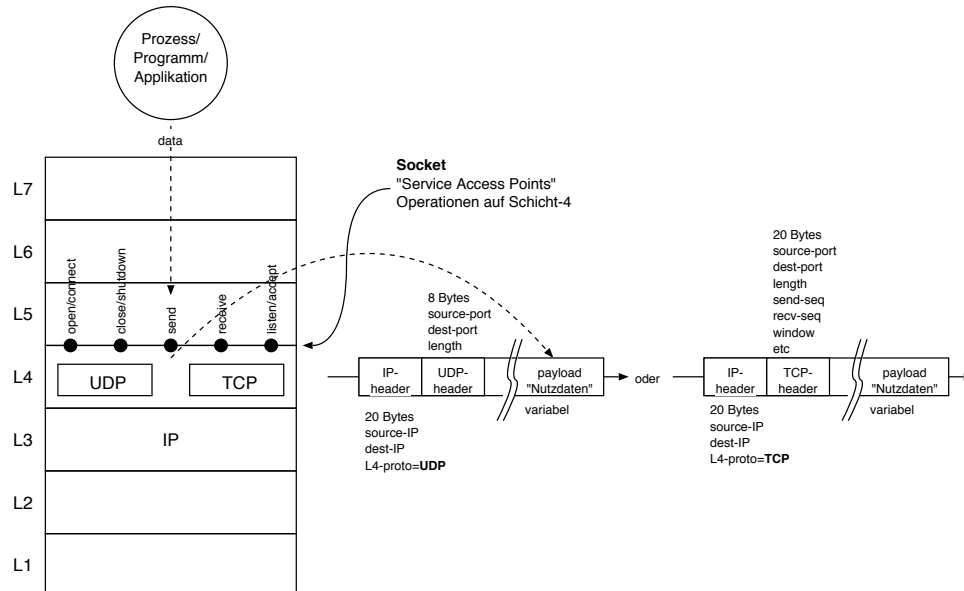 Prozess/
Programm/
Applikation
data
L7
L6
L5
L4
L3
L2
L1
open/connect
close/shutdown
send
receive
listen/accept
UDP
TCP
IP
Socket
"Service Access Points"
Operationen auf Schicht-4
8 Bytes
source-port
dest-port
length
IP-
header
UDP-
header
payload
"Nutzdaten"
variabel
20 Bytes
source-IP
dest-IP
L4-proto=UDP
oder
20 Bytes
source-port
dest-port
length
send-seq
recv-seq
window
etc
IP-
header
TCP-
header
payload
"Nutzdaten"
variabel
20 Bytes
source-IP
dest-IP
L4-proto=TCP